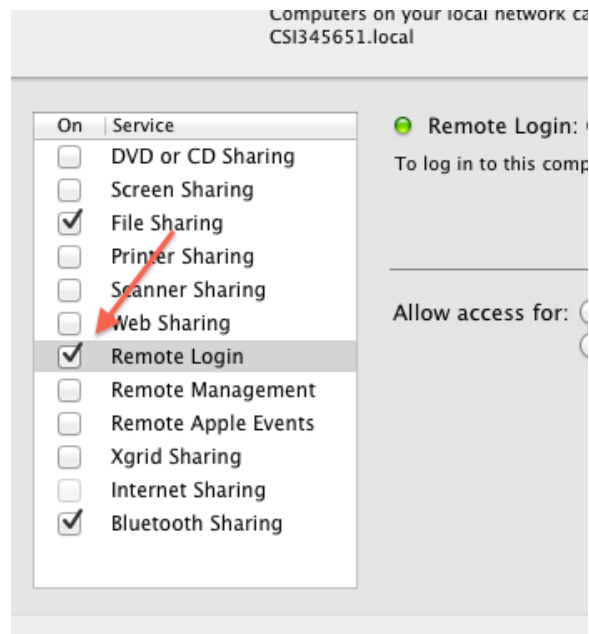 Computers on your local network ca
CSI345651.local
On Service
DVD or CD Sharing
Screen Sharing
File Sharing
Printer Sharing
Scanner Sharing
Web Sharing
Remote Login
Remote Management
Remote Apple Events
Xgrid Sharing
Internet Sharing
Bluetooth Sharing
Remote Login:
To log in to this comp
Allow access for: